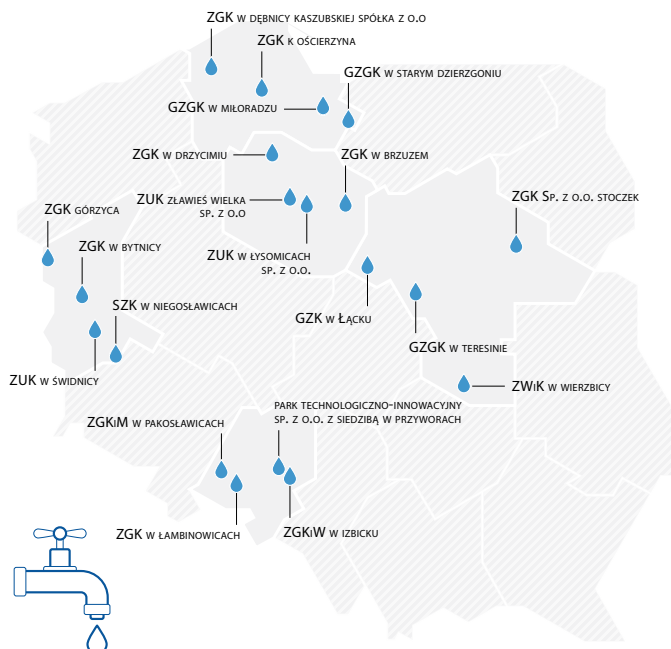 ZGK W DĘBNICY KASZUBSKIEJ SPÓŁKA Z O.O
ZGK K OŚCIERZYNA
GZGK W STARYM DZIERZGONIU
GZGK W MIŁORADZU
ZGK W DRZYCIMIU
ZGK W BRZUZEM
ZUK ZŁAWIEŚ WIELKA
SP. Z O.O
ZGK SP. Z O.O. STOCZEK
ZGK GÓRZYCA
ZGK W BYTNICY
ZUK W ŁYSOMICACH
SP. Z O.O.
SZK W NIEGOSŁAWICACH
GZK W ŁĄCKU
GZGK W TERESINIE
ZUK W ŚWIDNICY
ZWIK W WIERZBICY
PARK TECHNOLOGICZNO-INNOWACYJNY
SP. Z O.O. Z SIEDZIBĄ W PRZYWORACH
ZGKIM W PAKOSŁAWICACH
ZGK W ŁAMBINOWICACH
ZGKIW W IZBICKU